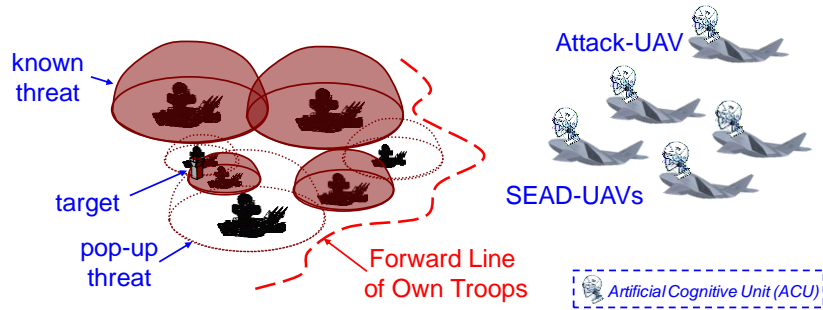 known
threat
target
pop-up
threat
Forward Line
of Own Troops
Attack-UAV
SEAD-UAVs
Artificial Cognitive Unit (ACU)